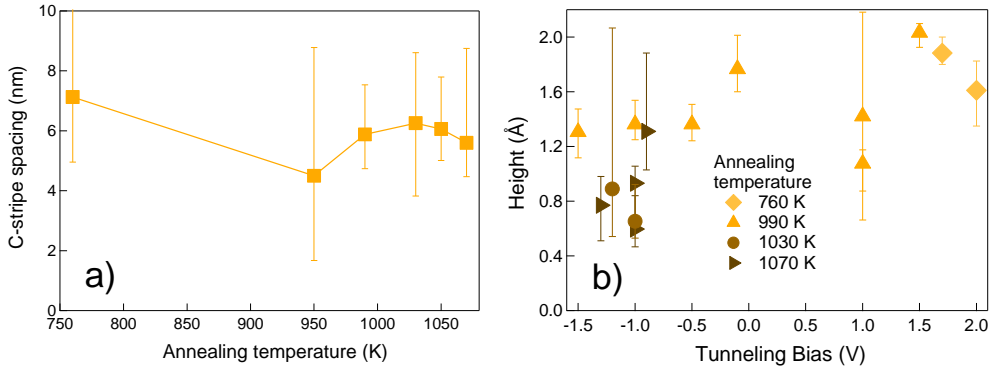 10
8
6
4
2
0
C-stripe spacing (nm)
a)
750
800
850
900
950
1000
1050
Annealing temperature (K)
2.0
1.6
1.2
0.8
0.4
0.0
Height (Å)
Annealing
temperature
760 K
990 K
1030 K
1070 K
b)
-1.5
-1.0
-0.5
0.0
1.0
1.5
2.0
Tunneling Bias (V)